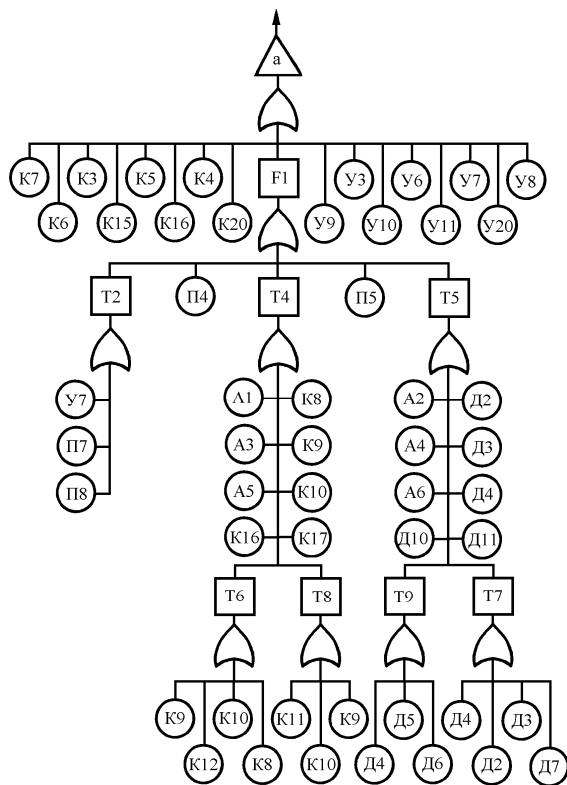 а
К7 К3 К5 К4 F1 У3 У6 У7 У8
К6 К15 К16 К20 У9 У10 У11 У20
Т2 П4 Т4 П5 Т5
У7 А1 К8 А2 Д2
П7 А3 К9 А4 Д3
П8 А5 К10 А6 Д4
К16 К17 Д10 Д11
Т6 Т8 Т9 Т7
К9 К10 К11 К9 Д5 Д4 Д3
К12 К8 К10 Д4 Д6 Д2 Д7